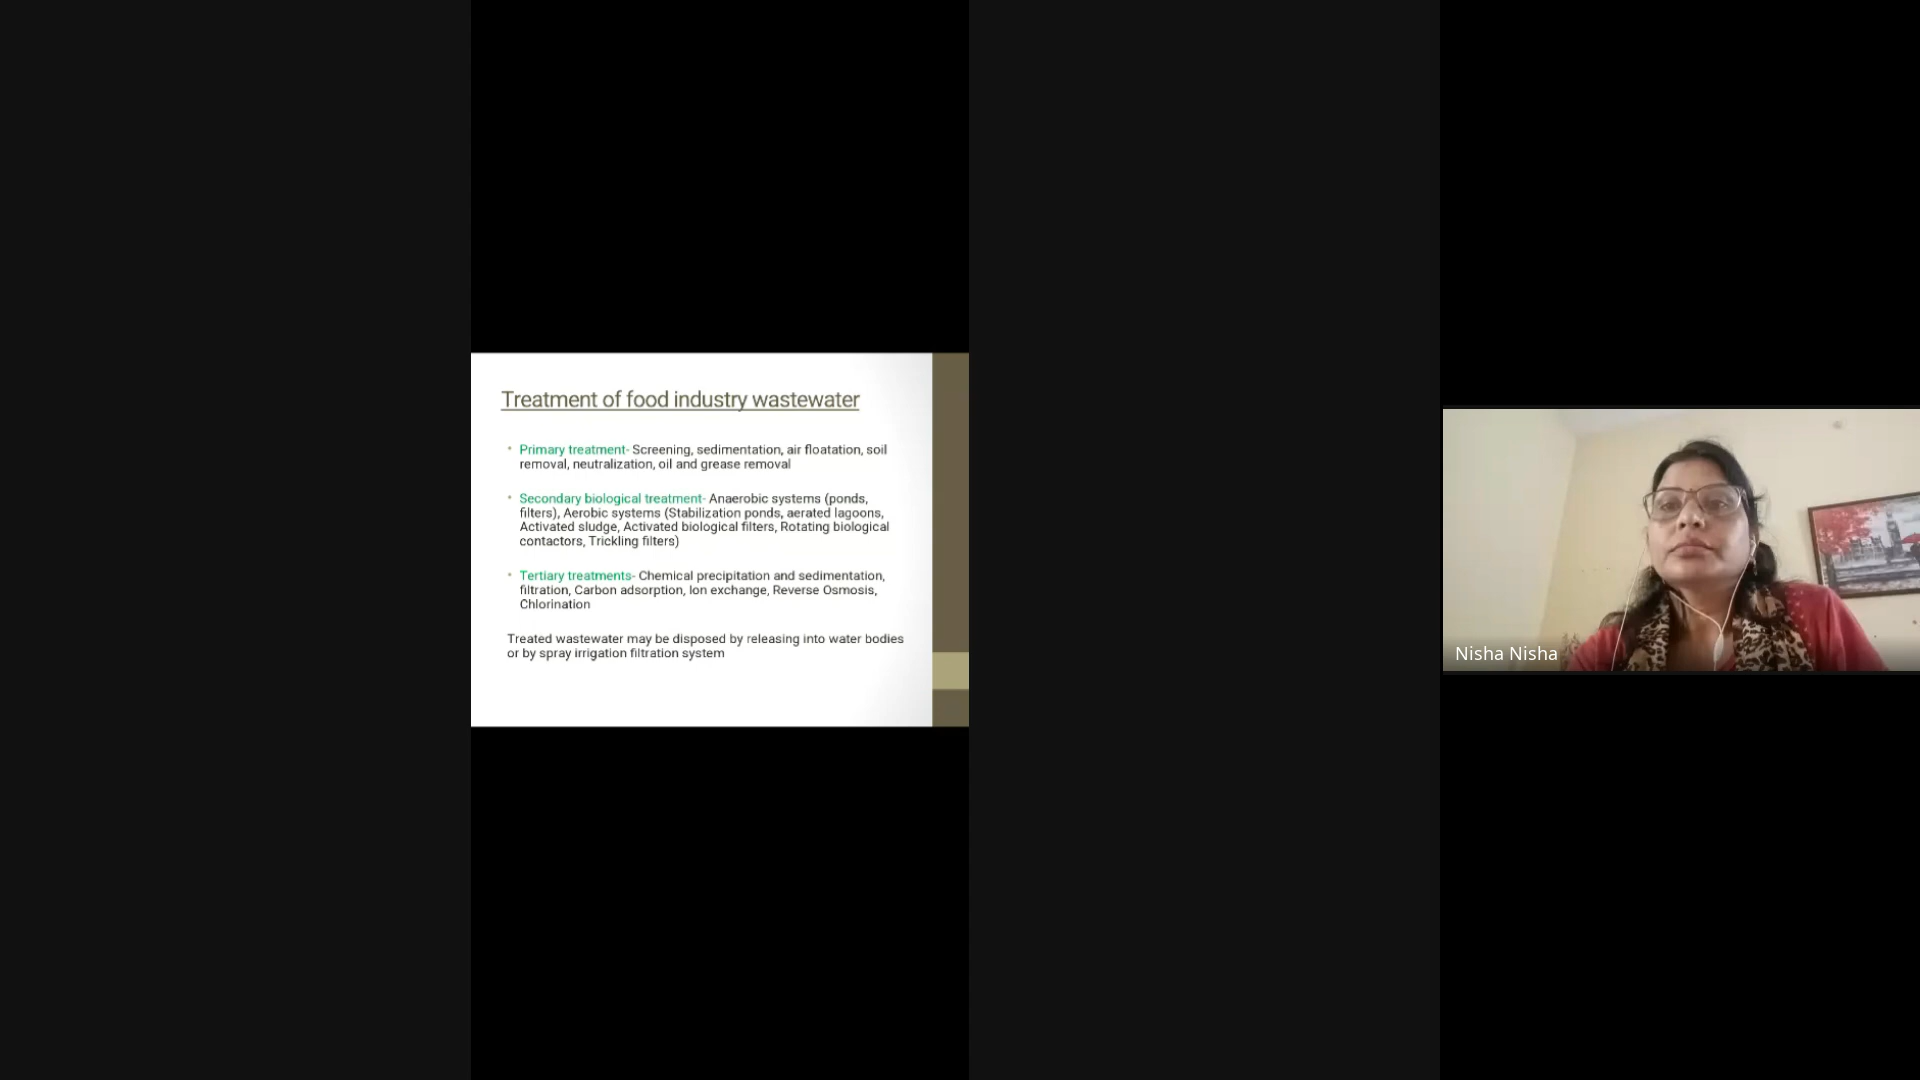 Treatment of food industry wastewater
• Primary treatment- Screening, sedimentation, air floatation, soil
removal, neutralization, oil and grease removal
• Secondary biological treatment- Anaerobic systems (ponds,
filters), Aerobic systems (Stabilization ponds, aerated lagoons,
Activated sludge, Activated biological filters, Rotating biological
contactors, Trickling filters)
• Tertiary treatments- Chemical precipitation and sedimentation,
filtration, Carbon adsorption, Ion exchange, Reverse Osmosis,
Chlorination
Treated wastewater may be disposed by releasing into water bodies
or by spray irrigation filtration system
Nisha Nisha